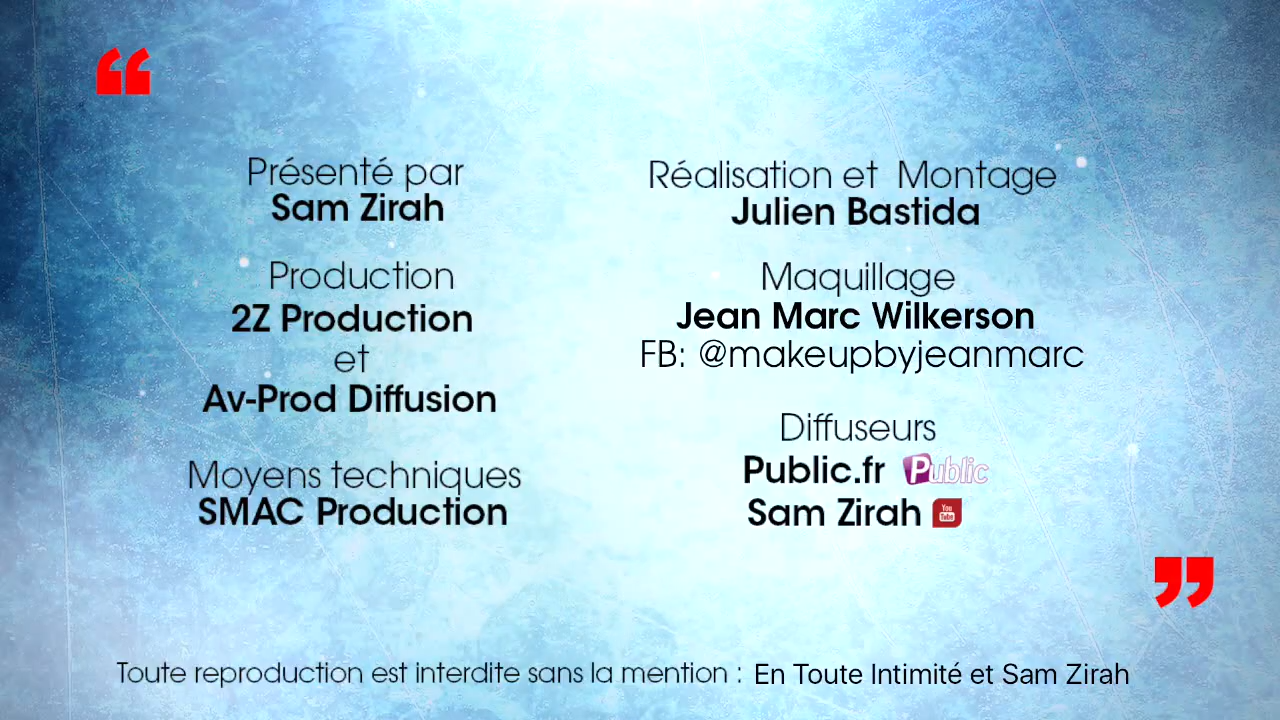 Présenté par
Sam Zirah
Production
2Z Production
et
Av-Prod Diffusion
Moyens techniques
SMAC Production
Réalisation et Montage
Julien Bastida
Maquillage
Jean Marc Wilkerson
FB: @makeupbyjeanmarc
Diffuseurs
Public.fr Public
Sam Zirah You Tube
Toute reproduction est interdite sans la mention : En Toute Intimité et Sam Zirah